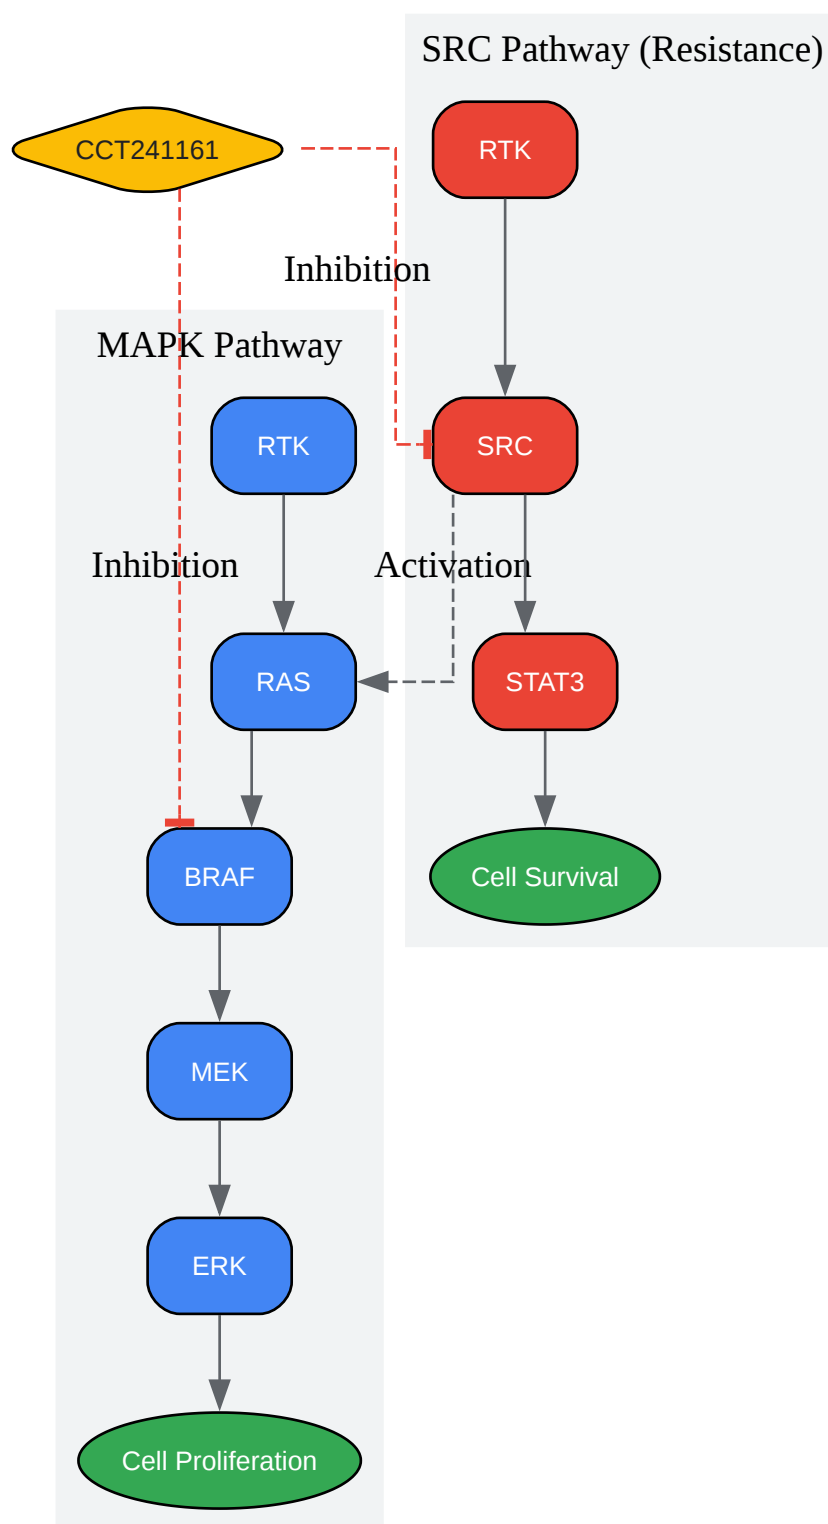 SRC Pathway (Resistance)
CCT241161
RTK
Inhibition
MAPK Pathway
RTK
SRC
Inhibition
Activation
RAS
STAT3
BRAF
Cell Survival
MEK
ERK
Cell Proliferation